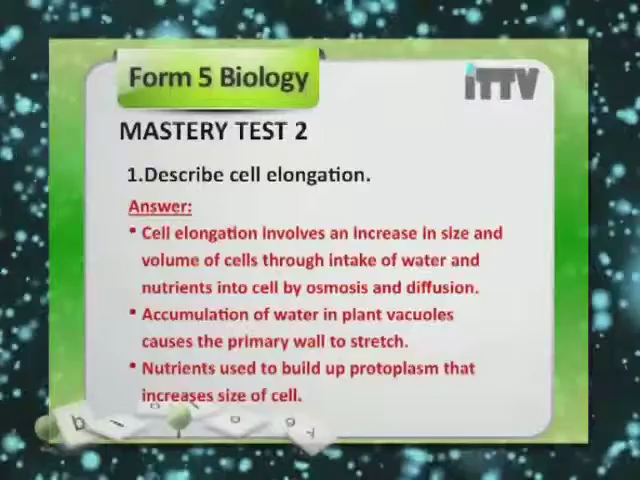 Form 5 Biology
iTTV
MASTERY TEST 2
1.Describe cell elongation.
Answer:
• Cell elongation involves an increase in size and
volume of cells through intake of water and
nutrients into cell by osmosis and diffusion.
• Accumulation of water in plant vacuoles
causes the primary wall to stretch.
• Nutrients used to build up protoplasm that
increases size of cell.